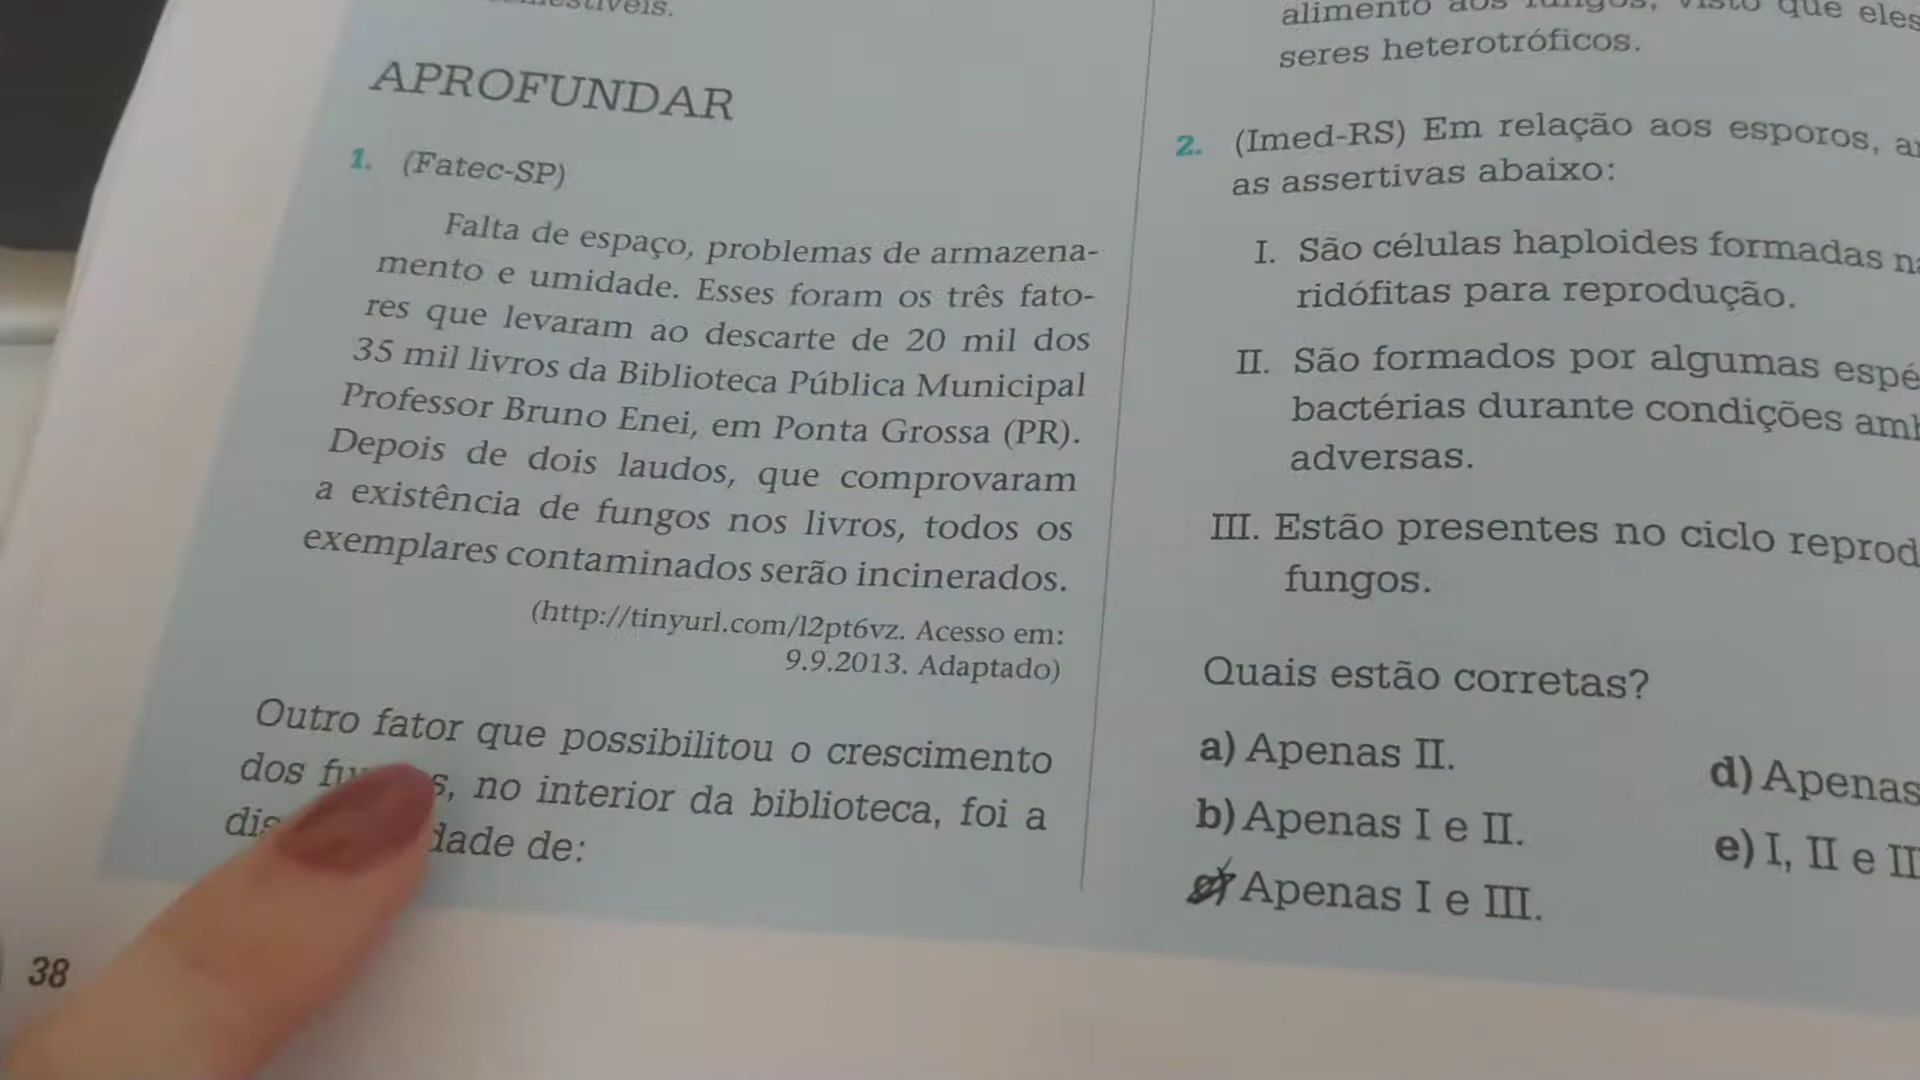 APROFUNDAR
1. (Fatec-SP)
Falta de espaço, problemas de armazena-
mento e umidade. Esses foram os três fato-
res que levaram ao descarte de 20 mil dos
35 mil livros da Biblioteca Pública Municipal
Professor Bruno Enei, em Ponta Grossa (PR).
Depois de dois laudos, que comprovaram
a existência de fungos nos livros, todos os
exemplares contaminados serão incinerados.
(http://tinyurl.com/l2pt6vz. Acesso em:
9.9.2013. Adaptado)
Outro fator que possibilitou o crescimento
dos no interior da biblioteca, foi a
de:
38
alimento aos fungos, visto que eles
seres heterotróficos.
2. (Imed-RS) Em relação aos esporos,
as assertivas abaixo:
I. São células haploides formadas
ridófitas para reprodução.
II. São formados por algumas
bactérias durante condições
adversas.
III. Estão presentes no ciclo
fungos.
Quais estão corretas?
a) Apenas II.
b) Apenas I e II.
Apenas I e III.
d) Apenas
e) I, II e